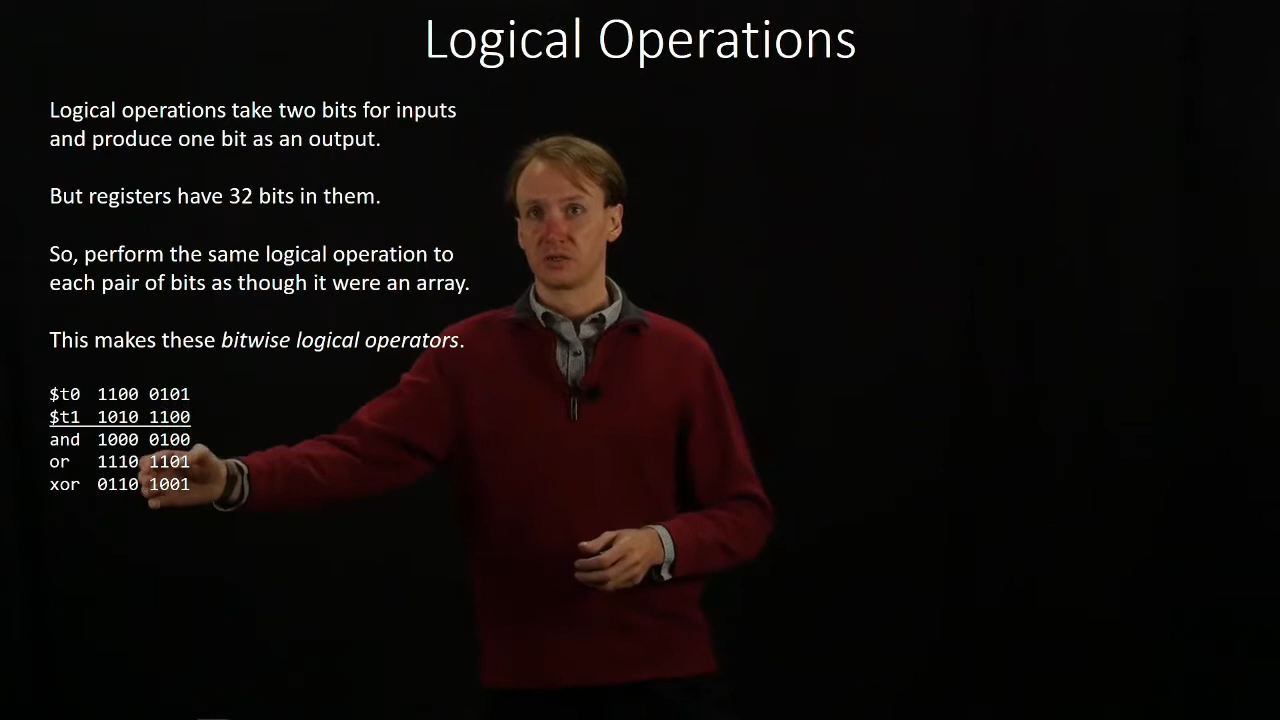 Logical Operations
Logical operations take two bits for inputs
and produce one bit as an output.
But registers have 32 bits in them.
So, perform the same logical operation to
each pair of bits as though it were an array.
This makes these bitwise logical operators.
$t0 1100 0101
$t1 1010 1100
and 1000 0100
or 1110 1101
xor 0110 1001